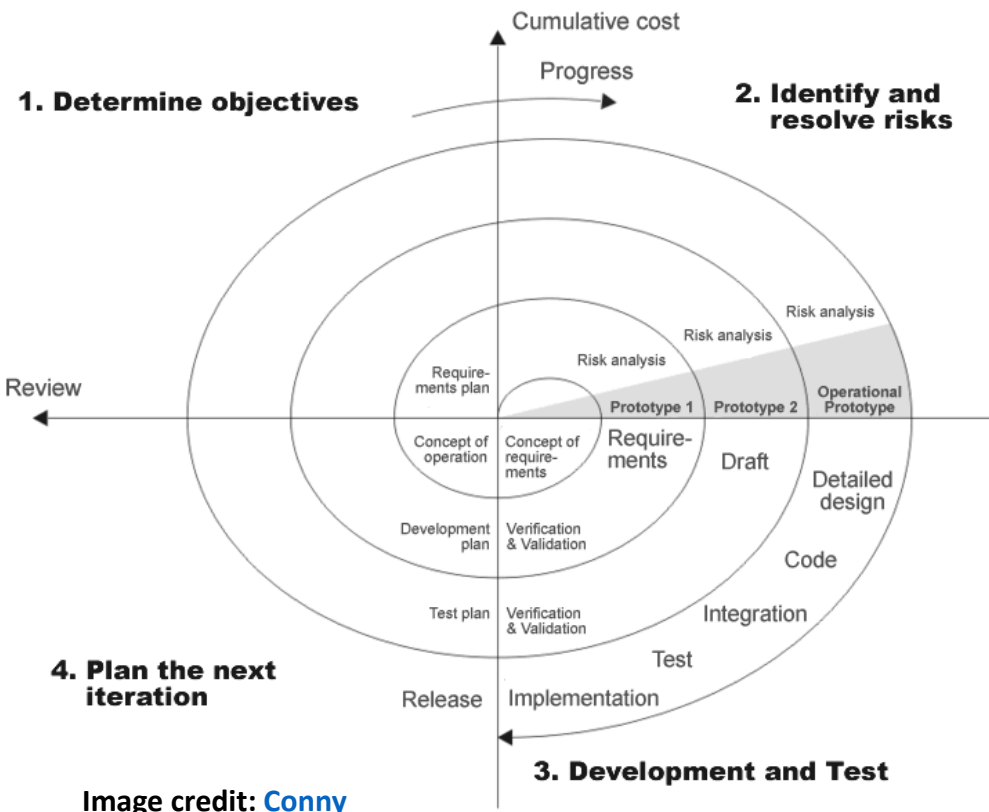 Cumulative cost
Progress
1. Determine objectives
2. Identify and
resolve risks
Risk analysis
Risk analysis
Risk analysis
Require-
ments plan
Review
Operational
Prototype
Prototype 1
Prototype 2
Concept of
operation
Concept of
require-
ments
Require-
ments
Draft
Detailed
design
Development
plan
Verification
& Validation
Code
Test plan
Verification
& Validation
Integration
Test
4. Plan the next
iteration
Release
Implementation
3. Development and Test
Image credit: Conny